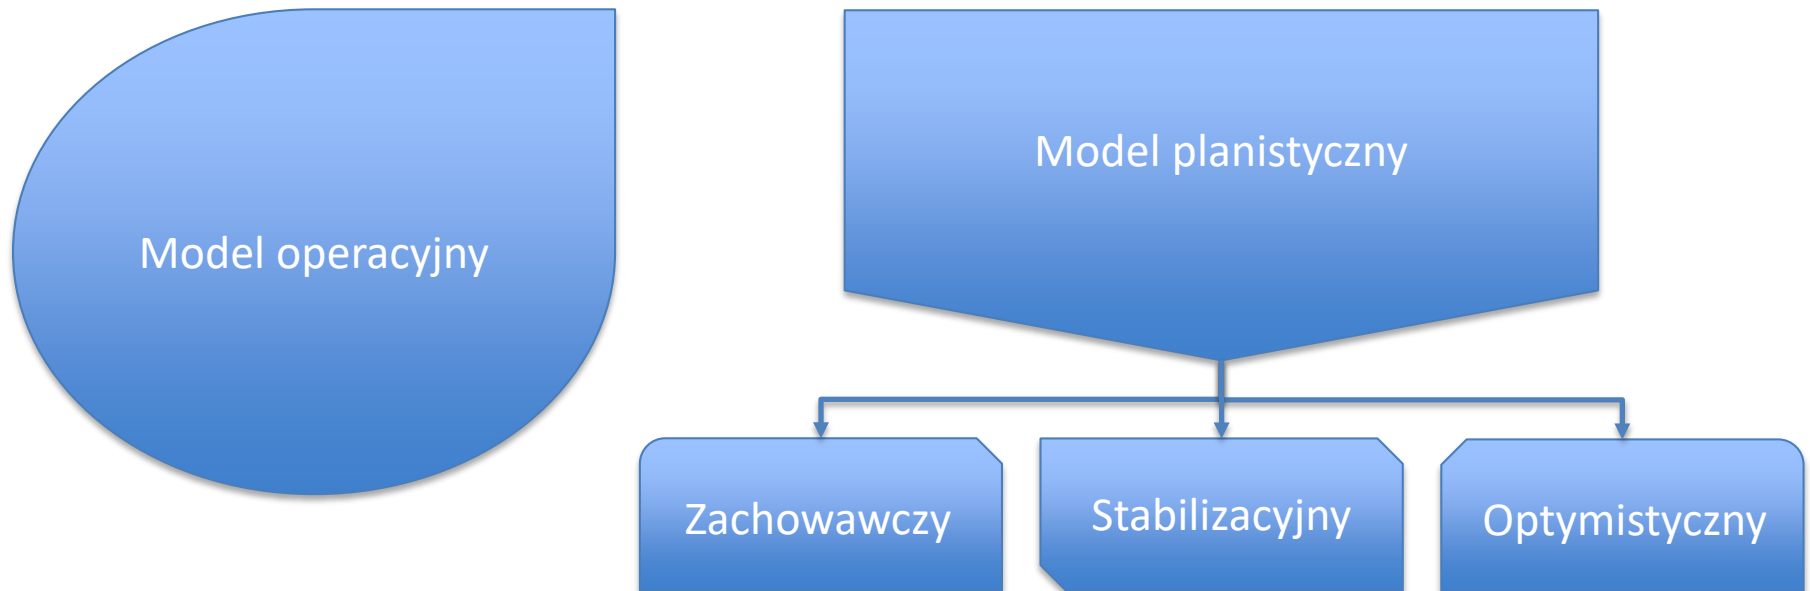 Model operacyjny
Model planistyczny
Zachowawczy
Stabilizacyjny
Optymistyczny